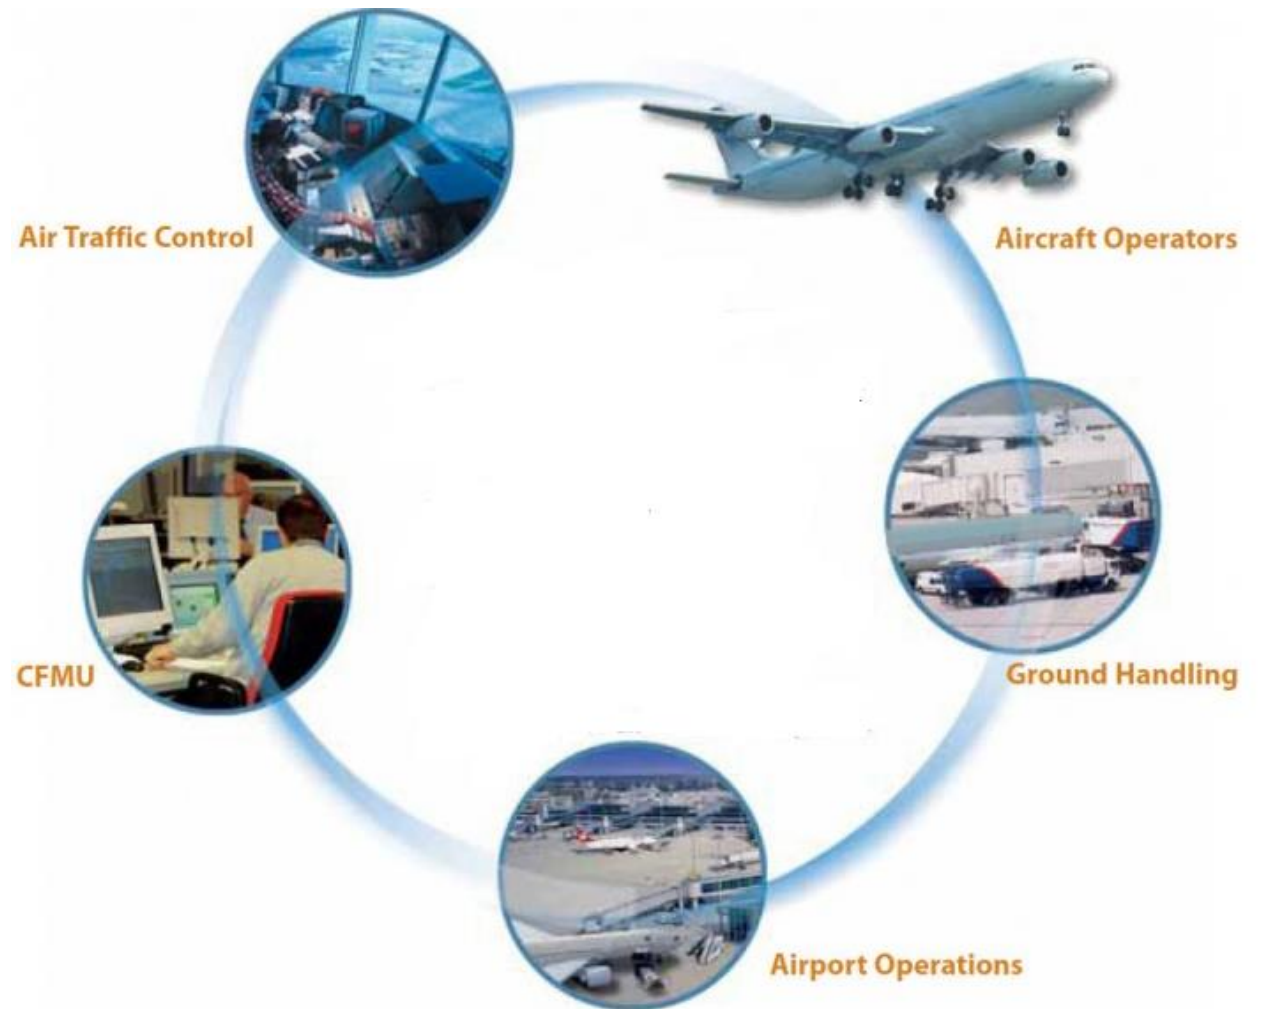 Air Traffic Control
Aircraft Operators
CFMU
Ground Handling
Airport Operations